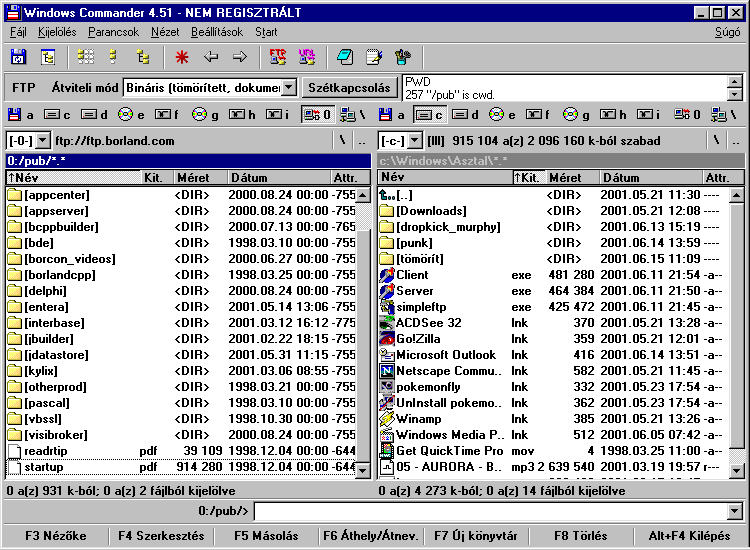 Windows Commander 4.51 - NEM REGISZTRÁLT
Fájl Kijelölés Parancsok Nézet Beállítások Start Súgó
FTP URL
FTP Átviteli mód Bináris (tömörített, dokume Szétkapcsolás PWD
257 "/pub" is cwd.
a c d e f g h i 0 \ a c d e f g h i 0 \
[-0-] ftp://ftp.borland.com \ .. [-c-] [lll] 915 104 a(z) 2 096 160 k-ból szabad \ ..
0:/pub/*.* c:\Windows\Asztal\*.*
↑Név Kit. Méret Dátum Attr. Név ↑Kit. Méret Dátum Attr.
[appcenter] <DIR> 2000.08.24 00:00 -755 [..] <DIR> 2001.05.21 11:30 ----
[appserver] <DIR> 2000.08.24 00:00 -755 [Downloads] <DIR> 2001.05.21 12:08 ----
[bcppbuilder] <DIR> 2000.07.13 00:00 -765 [dropkick_murphy] <DIR> 2001.06.13 15:19 ----
[bde] <DIR> 1998.03.10 00:00 -755 [punk] <DIR> 2001.06.14 13:59 ----
[borcon_videos] <DIR> 2000.06.27 00:00 -755 [tömörít] <DIR> 2001.06.15 11:09 ----
[borlandcpp] <DIR> 1998.03.25 00:00 -755 Client exe 481 280 2001.06.11 21:54 -a--
[delphi] <DIR> 2000.08.24 00:00 -755 Server exe 464 384 2001.06.11 21:50 -a--
[entera] <DIR> 2001.05.14 13:06 -755 simpleftp exe 425 472 2001.06.11 21:45 -a--
[interbase] <DIR> 2001.03.12 16:12 -775 ACDSee 32 lnk 370 2001.05.21 13:28 -a--
[jbuilder] <DIR> 2001.02.22 18:15 -755 Go!Zilla lnk 359 2001.05.21 12:01 -a--
[jdatastore] <DIR> 2001.05.31 11:15 -755 Microsoft Outlook lnk 416 2001.06.14 13:51 -a--
[kylix] <DIR> 2001.03.06 08:55 -755 Netscape Commu.. lnk 582 2001.05.21 11:45 -a--
[otherprod] <DIR> 1998.03.21 00:00 -755 pokemonfly lnk 332 2001.05.23 17:54 -a--
[pascal] <DIR> 1998.03.10 00:00 -755 UnInstall pokemo.. lnk 362 2001.05.23 17:54 -a--
[vbssl] <DIR> 1998.10.30 00:00 -755 Winamp lnk 385 2001.05.21 13:26 -a--
[visibroker] <DIR> 2000.08.24 00:00 -755 Windows Media P.. lnk 512 2001.06.05 07:42 -a--
readrtip pdf 39 109 1998.12.04 00:00 -644 Get QuickTime Pro mov 4 1998.03.25 11:00 -a--
startup pdf 914 280 1998.12.04 00:00 -644 05 - AURORA - B.. mp3 2 639 540 2001.03.19 19:57 r---
0 a(z) 931 k-ból; 0 a(z) 2 fájlból kijelölve 0 a(z) 4 273 k-ból; 0 a(z) 14 fájlból kijelölve
0:/pub/>
F3 Nézőke F4 Szerkesztés F5 Másolás F6 Áthely/Átnev. F7 Új könyvtár F8 Törlés Alt+F4 Kilépés